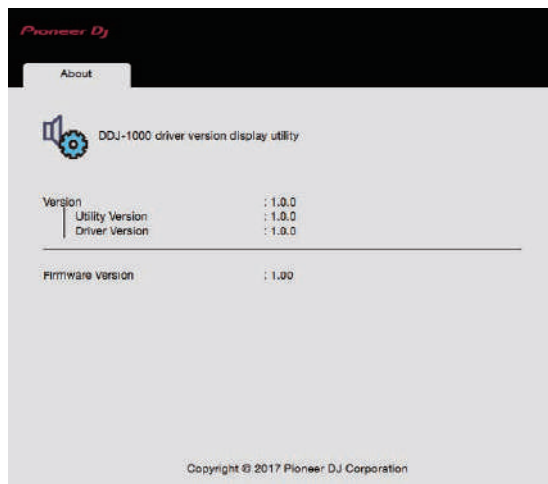 Pioneer Dj
About
DDJ-1000 driver version display utility
Version : 1.0.0
Utility Version : 1.0.0
Driver Version : 1.0.0
Firmware Version : 1.00
Copyright © 2017 Pioneer DJ Corporation